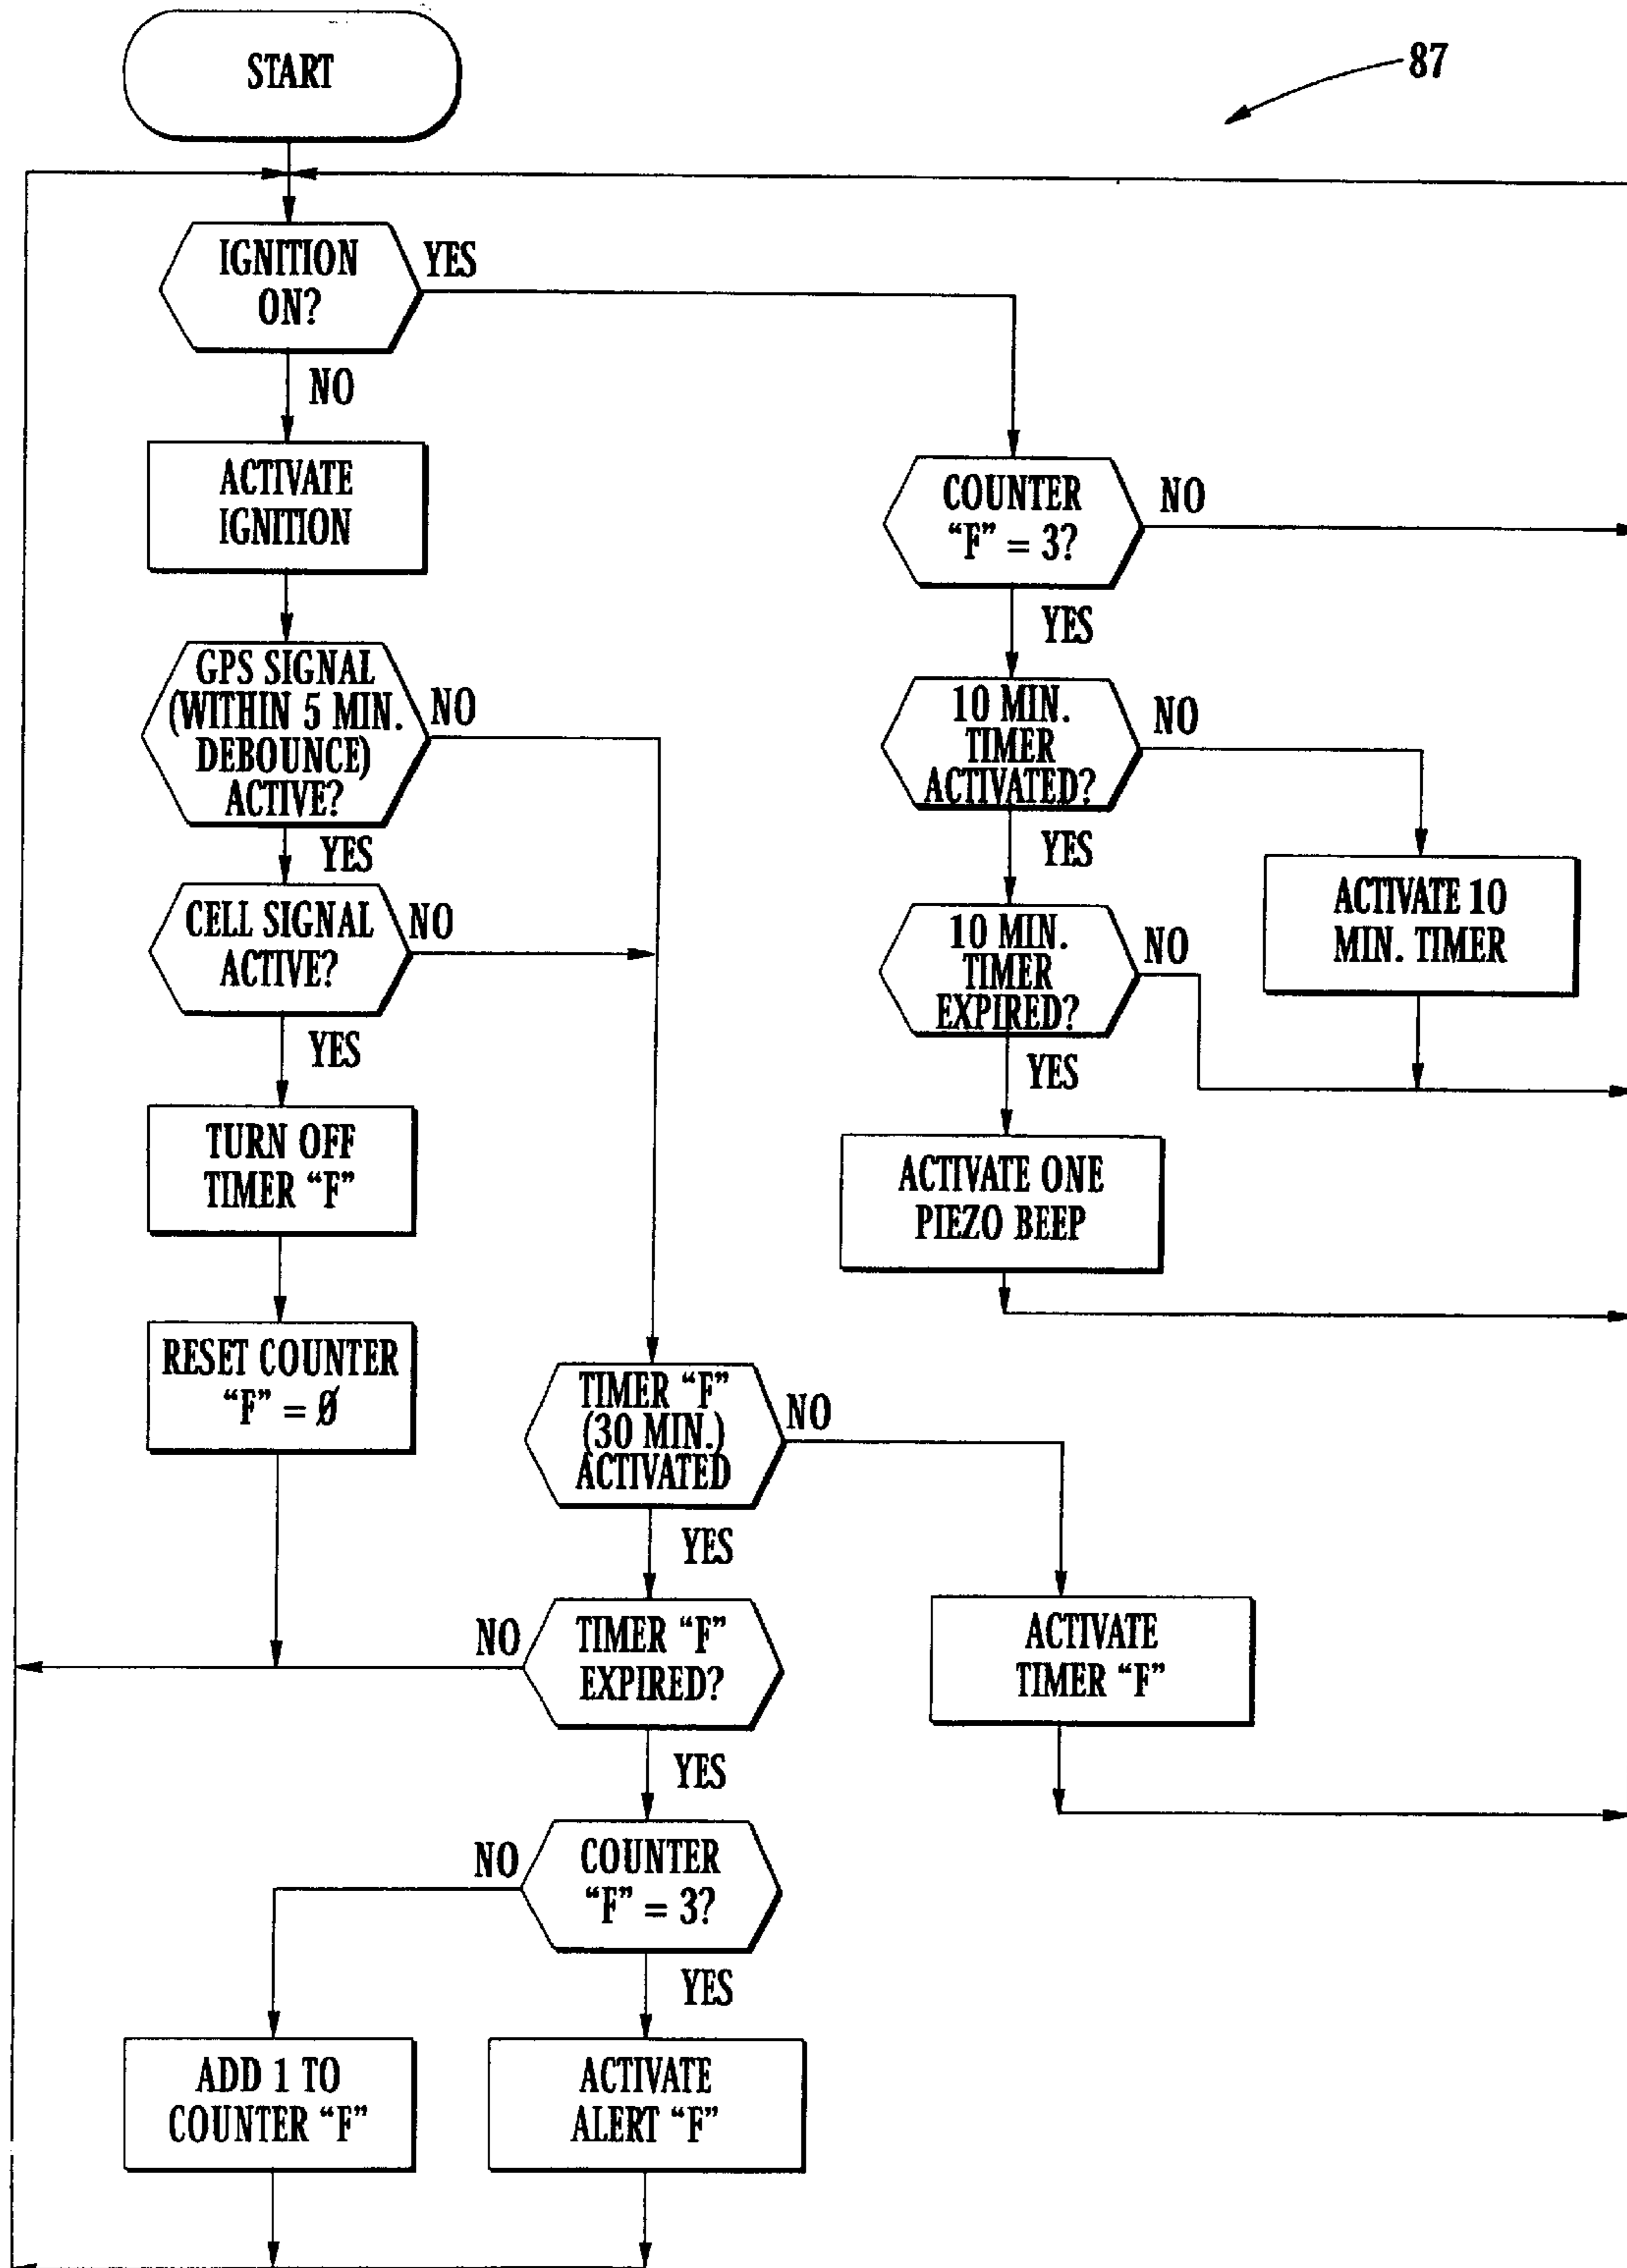 START
87
IGNITION
ON?
YES
NO
ACTIVATE
IGNITION
COUNTER
“F” = 3?
NO
YES
GPS SIGNAL
(WITHIN 5 MIN.
DEBOUNCE)
ACTIVE?
NO
YES
10 MIN.
TIMER
ACTIVATED?
NO
YES
ACTIVATE 10
MIN. TIMER
CELL SIGNAL
ACTIVE?
NO
YES
10 MIN.
TIMER
EXPIRED?
NO
YES
TURN OFF
TIMER “F”
ACTIVATE ONE
PIEZO BEEP
RESET COUNTER
“F” = Ø
TIMER “F”
(30 MIN.)
ACTIVATED
NO
YES
NO
TIMER “F”
EXPIRED?
YES
ACTIVATE
TIMER “F”
NO
COUNTER
“F” = 3?
YES
ADD 1 TO
COUNTER “F”
ACTIVATE
ALERT “F”